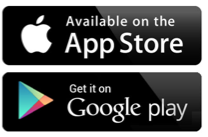 Available on the
App Store
Get it on
Google play